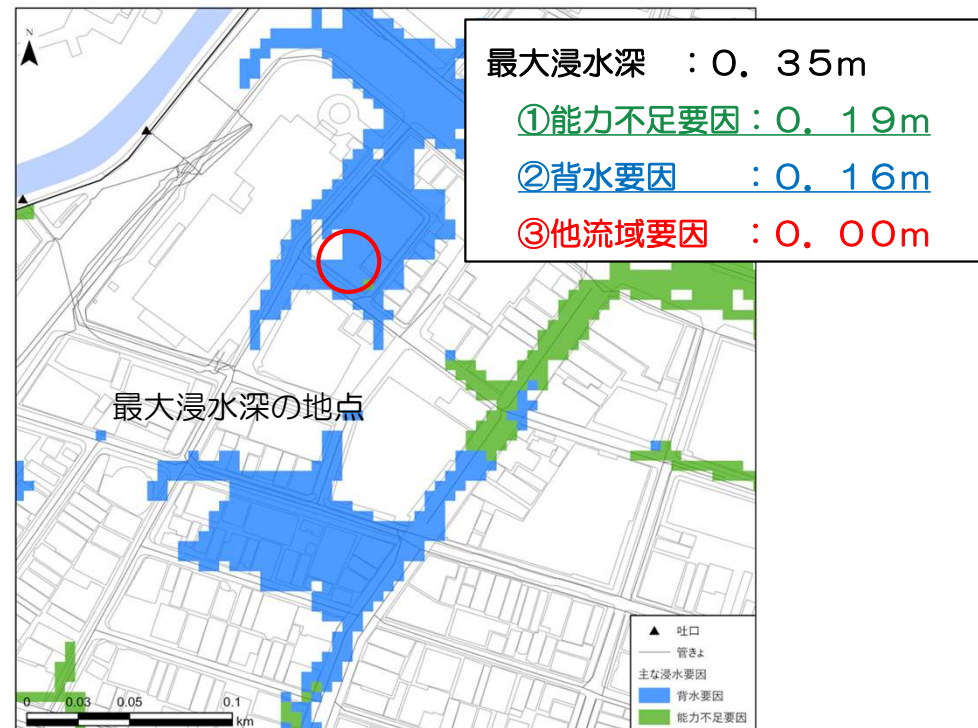 N
最大浸水深　：０．３５ｍ
①能力不足要因：０．１９ｍ
②背水要因　　：０．１６ｍ
③他流域要因　：０．００ｍ
最大浸水深の地点
吐口
管きょ
主な浸水要因
背水要因
能力不足要因
0 0.03 0.05 0.1
km